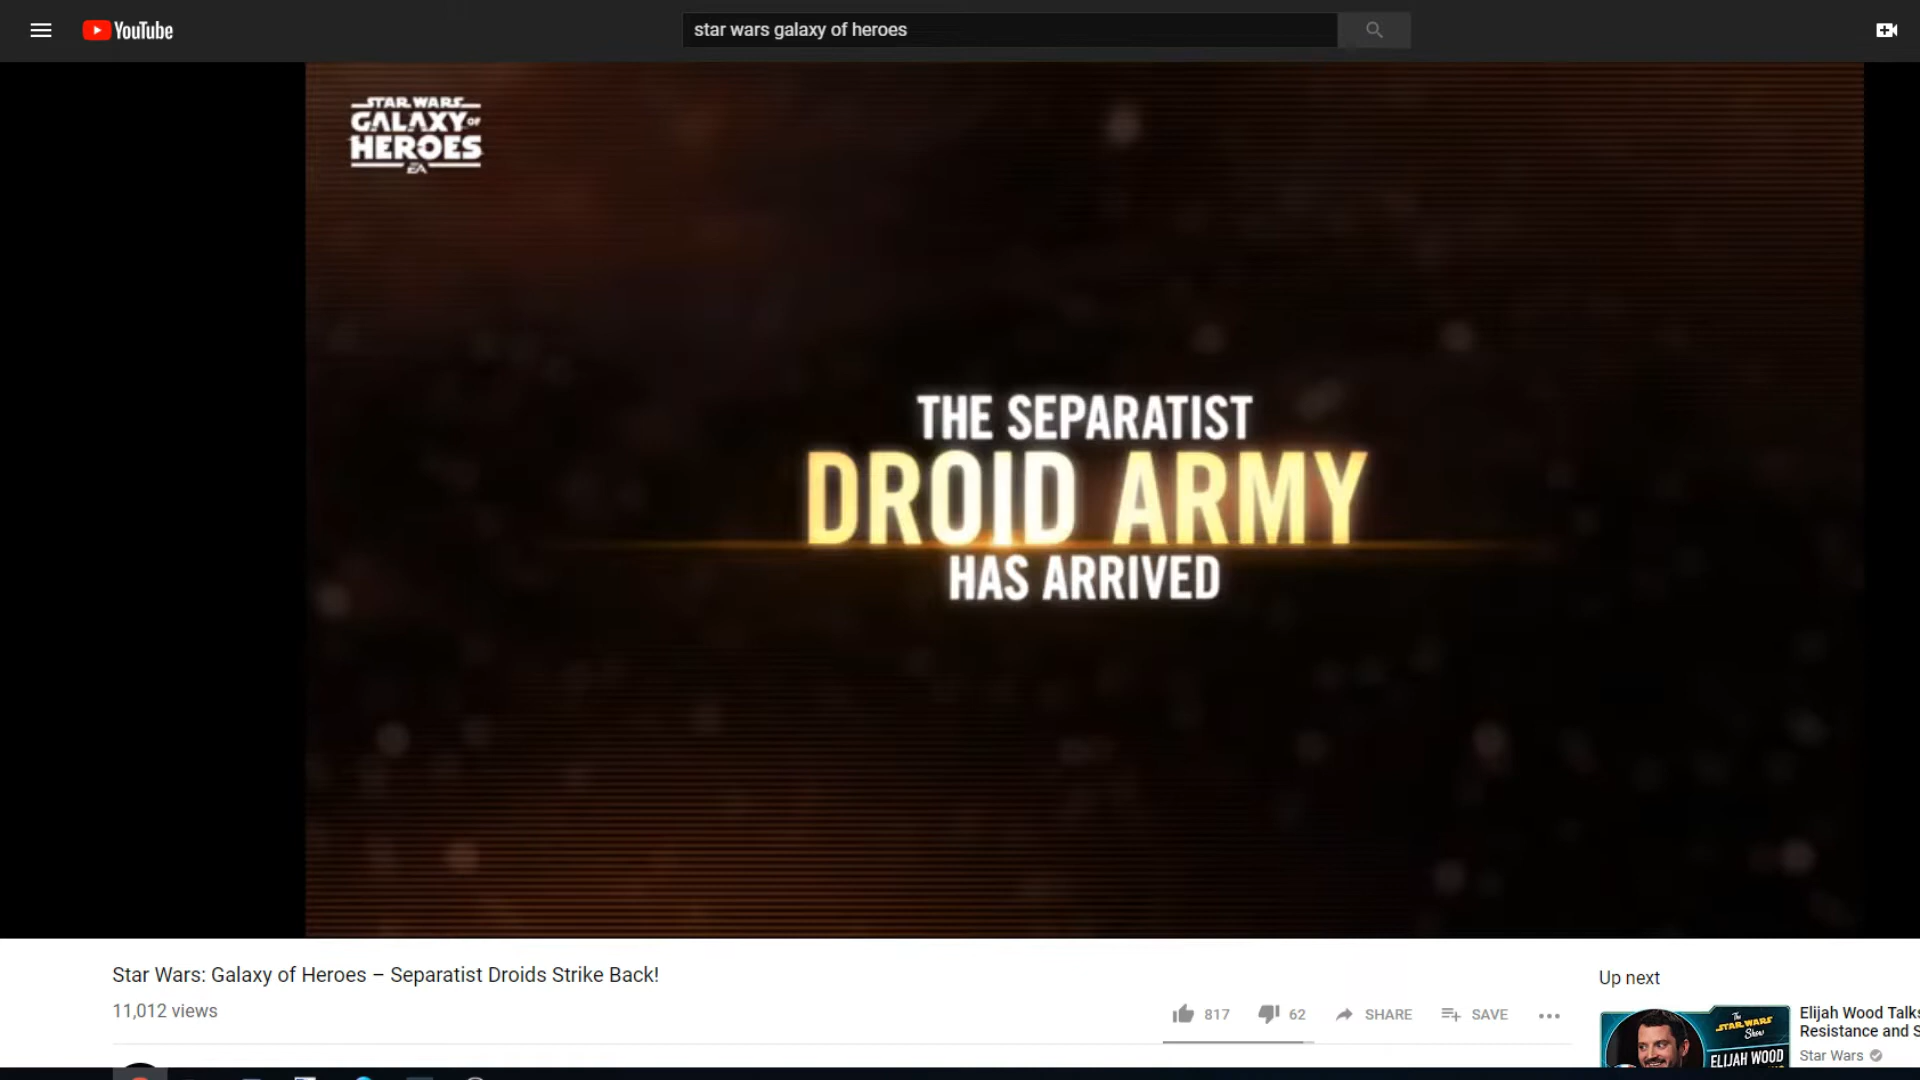 YouTube
star wars galaxy of heroes
STAR WARS
GALAXY OF
HEROES
EA
THE SEPARATIST
DROID ARMY
HAS ARRIVED
Star Wars: Galaxy of Heroes – Separatist Droids Strike Back!
11,012 views
817
62
SHARE
SAVE
Up next
The
STAR WARS
Show
ELIJAH WOOD
Elijah Wood Talks
Resistance and S
Star Wars